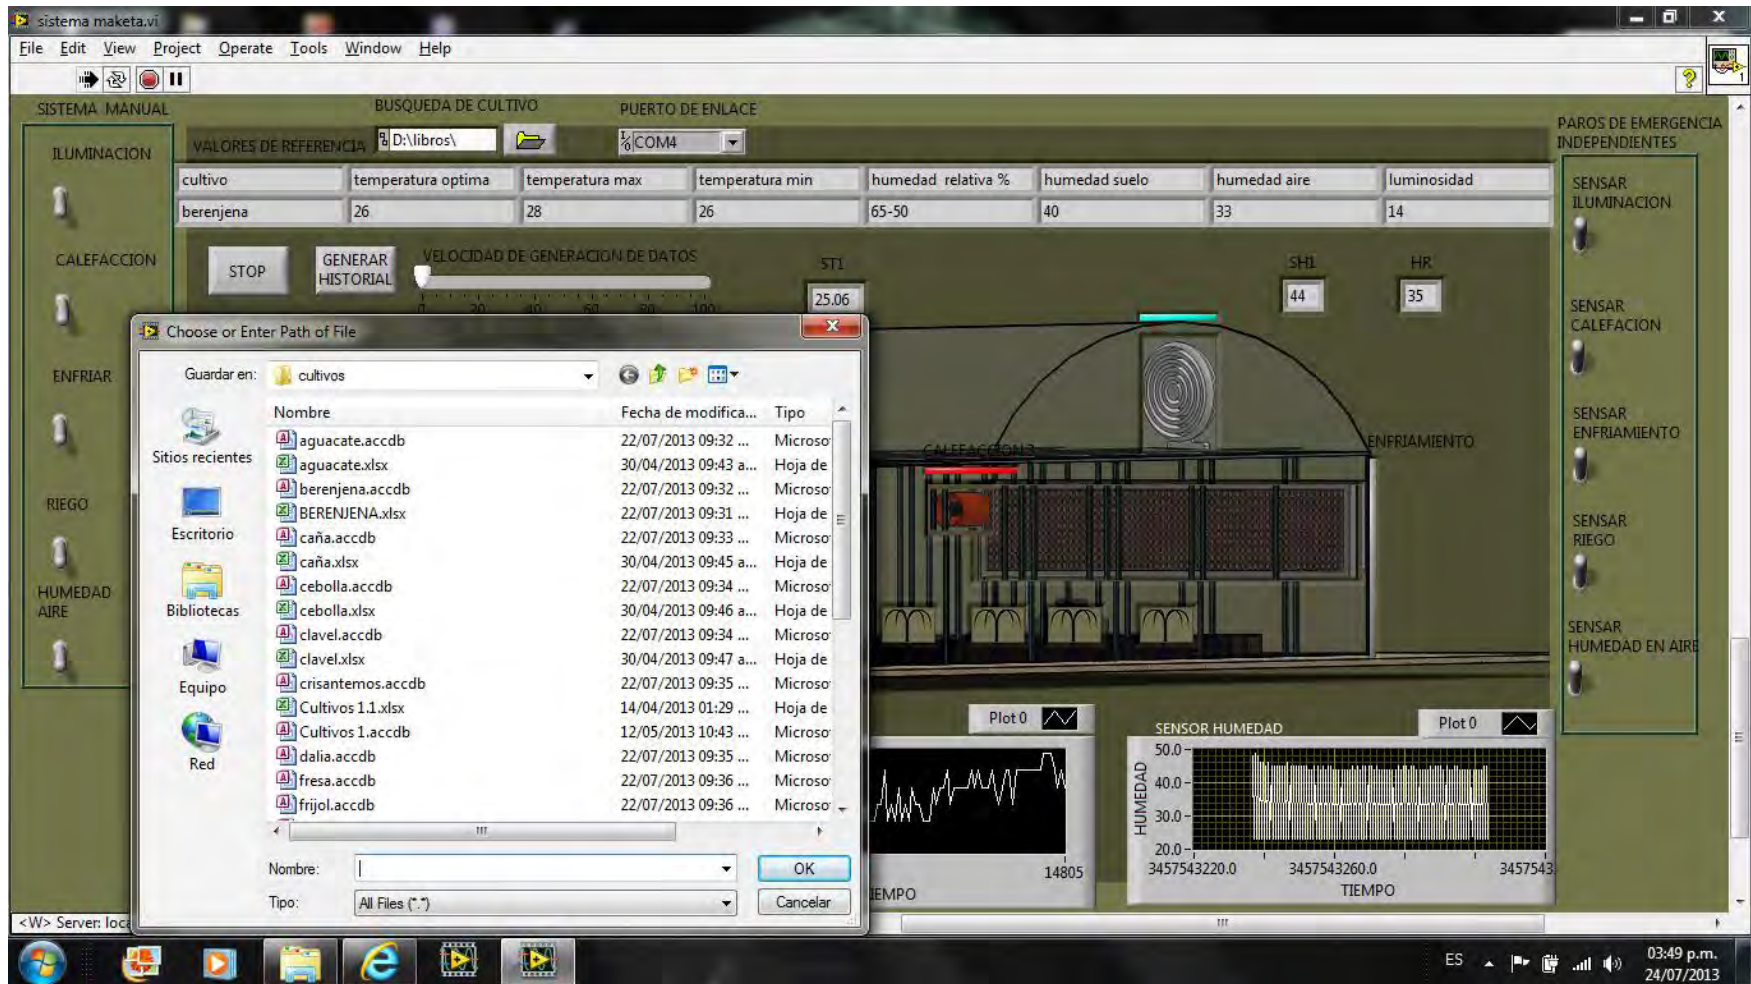 sistema maketa.vi
File Edit View Project Operate Tools Window Help
SISTEMA MANUAL
BUSQUEDA DE CULTIVO
PUERTO DE ENLACE
VALORES DE REFERENCIA
D:\libros\
COM4
PAROS DE EMERGENCIA
INDEPENDIENTES
cultivo temperatura optima temperatura max temperatura min humedad relativa % humedad suelo humedad aire luminosidad
berenjena 26 28 26 65-50 40 33 14
ILUMINACION
CALEFACCION
ENFRIAR
RIEGO
HUMEDAD
AIRE
STOP
GENERAR
HISTORIAL
VELOCIDAD DE GENERACION DE DATOS
0 20 40 60 80 100
ST1
25.06
SH1
44
HR
35
SENSAR
ILUMINACION
SENSAR
CALEFACION
SENSAR
ENFRIAMIENTO
SENSAR
RIEGO
SENSAR
HUMEDAD EN AIRE
Choose or Enter Path of File
Guardar en: cultivos
Sitios recientes
Escritorio
Bibliotecas
Equipo
Red
Nombre Fecha de modifica... Tipo
aguacate.accdb 22/07/2013 09:32 ... Microso
aguacate.xlsx 30/04/2013 09:43 a... Hoja de
berenjena.accdb 22/07/2013 09:32 ... Microso
BERENJENA.xlsx 22/07/2013 09:31 ... Hoja de
caña.accdb 22/07/2013 09:33 ... Microso
caña.xlsx 30/04/2013 09:45 a... Hoja de
cebolla.accdb 22/07/2013 09:34 ... Microso
cebolla.xlsx 30/04/2013 09:46 a... Hoja de
clavel.accdb 22/07/2013 09:34 ... Microso
clavel.xlsx 30/04/2013 09:47 a... Hoja de
crisantemos.accdb 22/07/2013 09:35 ... Microso
Cultivos 1.1.xlsx 14/04/2013 01:29 ... Hoja de
Cultivos 1.accdb 12/05/2013 10:43 ... Microso
dalia.accdb 22/07/2013 09:35 ... Microso
fresa.accdb 22/07/2013 09:36 ... Microso
frijol.accdb 22/07/2013 09:36 ... Microso
Nombre:
OK
Tipo: All Files (*.*)
Cancelar
CALEFACCION3
ENFRIAMIENTO
Plot 0
14805
IEMPO
SENSOR HUMEDAD
Plot 0
HUMEDAD
50.0
40.0
30.0
20.0
3457543220.0 3457543260.0 3457543
TIEMPO
<W> Server: loca
ES
03:49 p.m.
24/07/2013